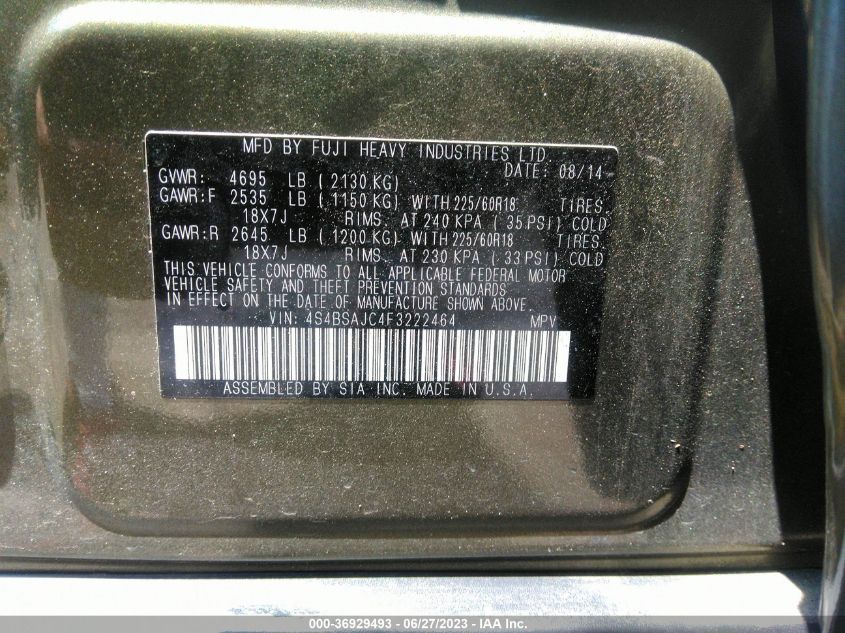 MFD BY FUJI HEAVY INDUSTRIES LTD.
DATE: 08/14
GVWR: 4695 LB (2130 KG)
GAWR:F 2535 LB (1150 KG) WITH 225/60R18 TIRES.
18X7J RIMS. AT 240 KPA (35 PSI) COLD
GAWR:R 2645 LB (1200 KG) WITH 225/60R18 TIRES.
18X7J RIMS. AT 230 KPA (33 PSI) COLD
THIS VEHICLE CONFORMS TO ALL APPLICABLE FEDERAL MOTOR
VEHICLE SAFETY AND THEFT PREVENTION STANDARDS
IN EFFECT ON THE DATE OF MANUFACTURE SHOWN ABOVE.
VIN: 4S4BSAJC4F3222464 MPV
ASSEMBLED BY SIA INC. MADE IN U.S.A.
000-36929493 - 06/27/2023 - IAA Inc.